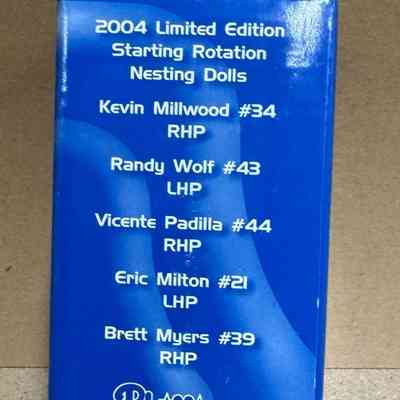 2004 Limited Edition
Starting Rotation
Nesting Dolls
Kevin Millwood #34
RHP
Randy Wolf #43
LHP
Vicente Padilla #44
RHP
Eric Milton #21
LHP
Brett Myers #39
RHP